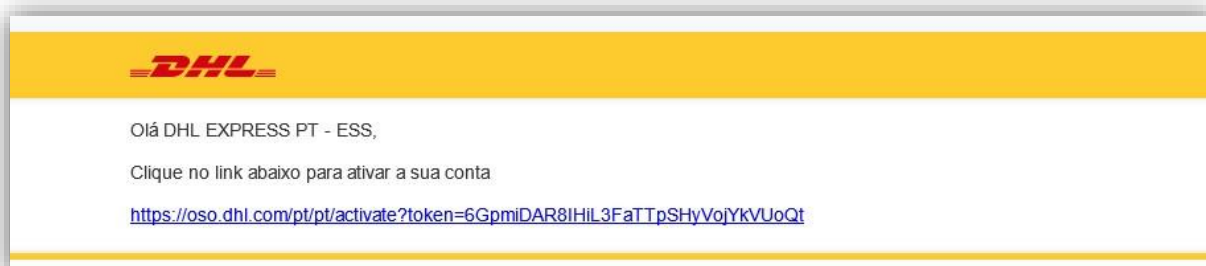 DHL
Olá DHL EXPRESS PT - ESS,
Clique no link abaixo para ativar a sua conta
https://oso.dhl.com/pt/pt/activate?token=6GpmiDAR8IHiL3FaTTpSHyVojYkVUoQt